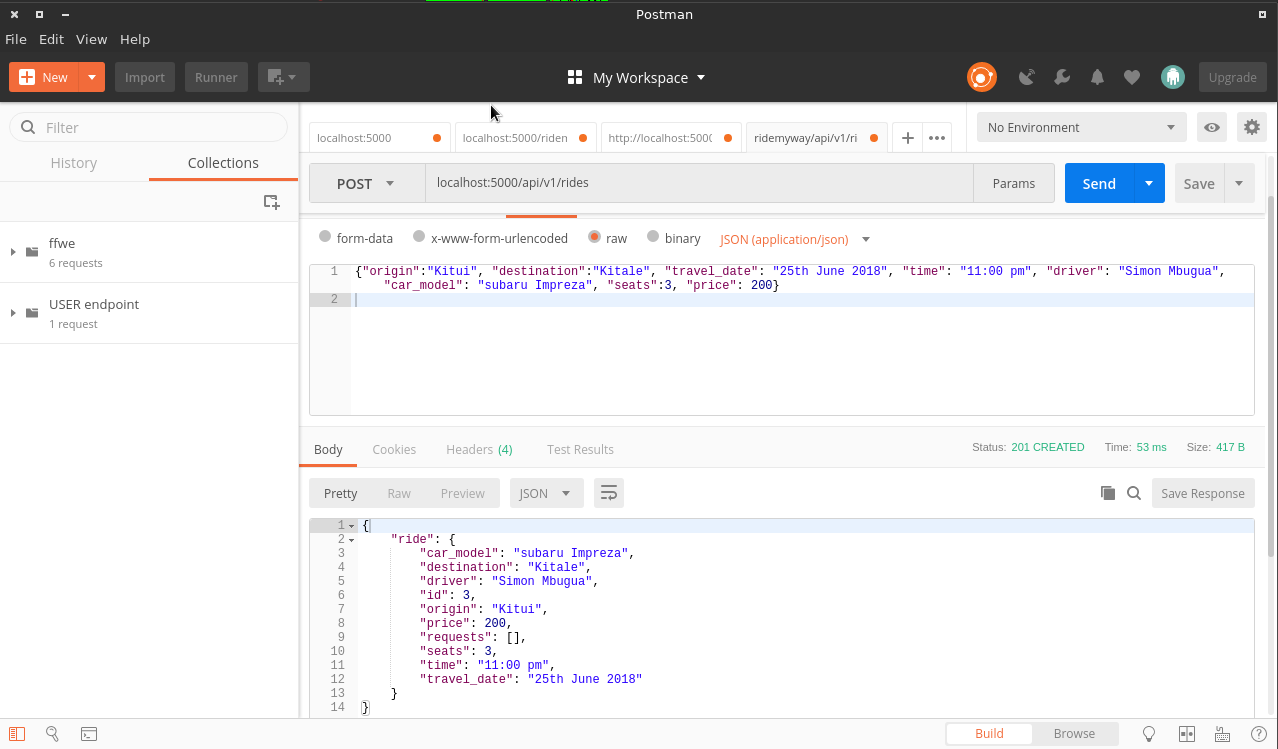 Postman
File Edit View Help
New Import Runner My Workspace Upgrade
Filter
History Collections
ffwe
6 requests
USER endpoint
1 request
localhost:5000 localhost:5000/riden http://localhost:5000 ridemyway/api/v1/ri No Environment
POST localhost:5000/api/v1/rides Params Send Save
form-data x-www-form-urlencoded raw binary JSON (application/json)
1 {"origin":"Kitui", "destination":"Kitale", "travel_date": "25th June 2018", "time": "11:00 pm", "driver": "Simon Mbugua",
"car_model": "subaru Impreza", "seats":3, "price": 200}
2
Body Cookies Headers (4) Test Results Status: 201 CREATED Time: 53 ms Size: 417 B
Pretty Raw Preview JSON Save Response
1 {
2 "ride": {
3 "car_model": "subaru Impreza",
4 "destination": "Kitale",
5 "driver": "Simon Mbugua",
6 "id": 3,
7 "origin": "Kitui",
8 "price": 200,
9 "requests": [],
10 "seats": 3,
11 "time": "11:00 pm",
12 "travel_date": "25th June 2018"
13 }
14 }
Build Browse